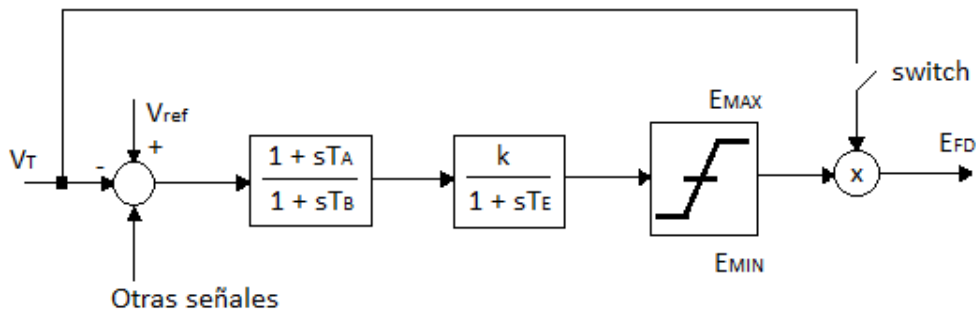 switch
EMAX
Vref
+
EFD
VT
-
1 + sTA
1 + sTB
k
1 + sTE
x
EMIN
Otras señales